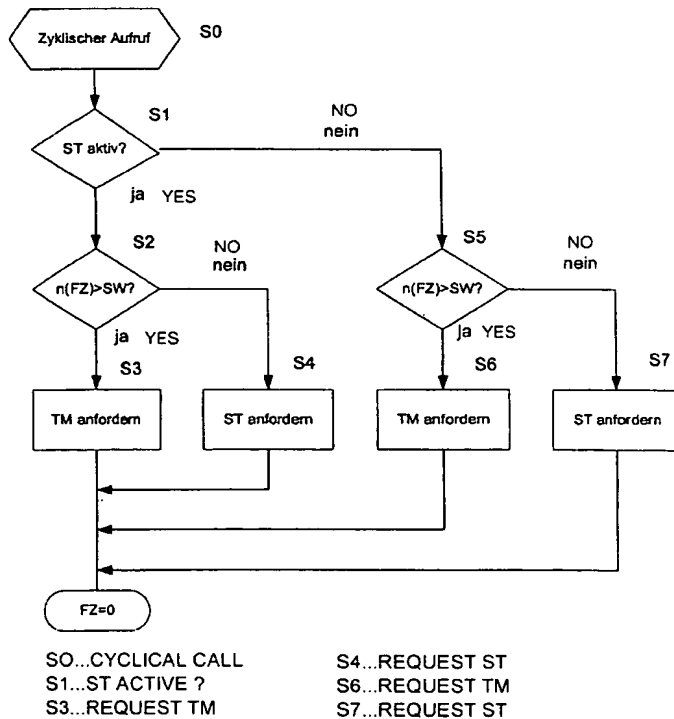 Zyklischer Aufruf
S0
S1
ST aktiv?
NO
nein
ja YES
S2
n(FZ)>SW?
NO
nein
S5
n(FZ)>SW?
NO
nein
ja YES
S3
S4
ja YES
S6
S7
TM anfordern
ST anfordern
TM anfordern
ST anfordern
FZ=0
SO...CYCLICAL CALL
S1...ST ACTIVE ?
S3...REQUEST TM
S4...REQUEST ST
S6...REQUEST TM
S7...REQUEST ST